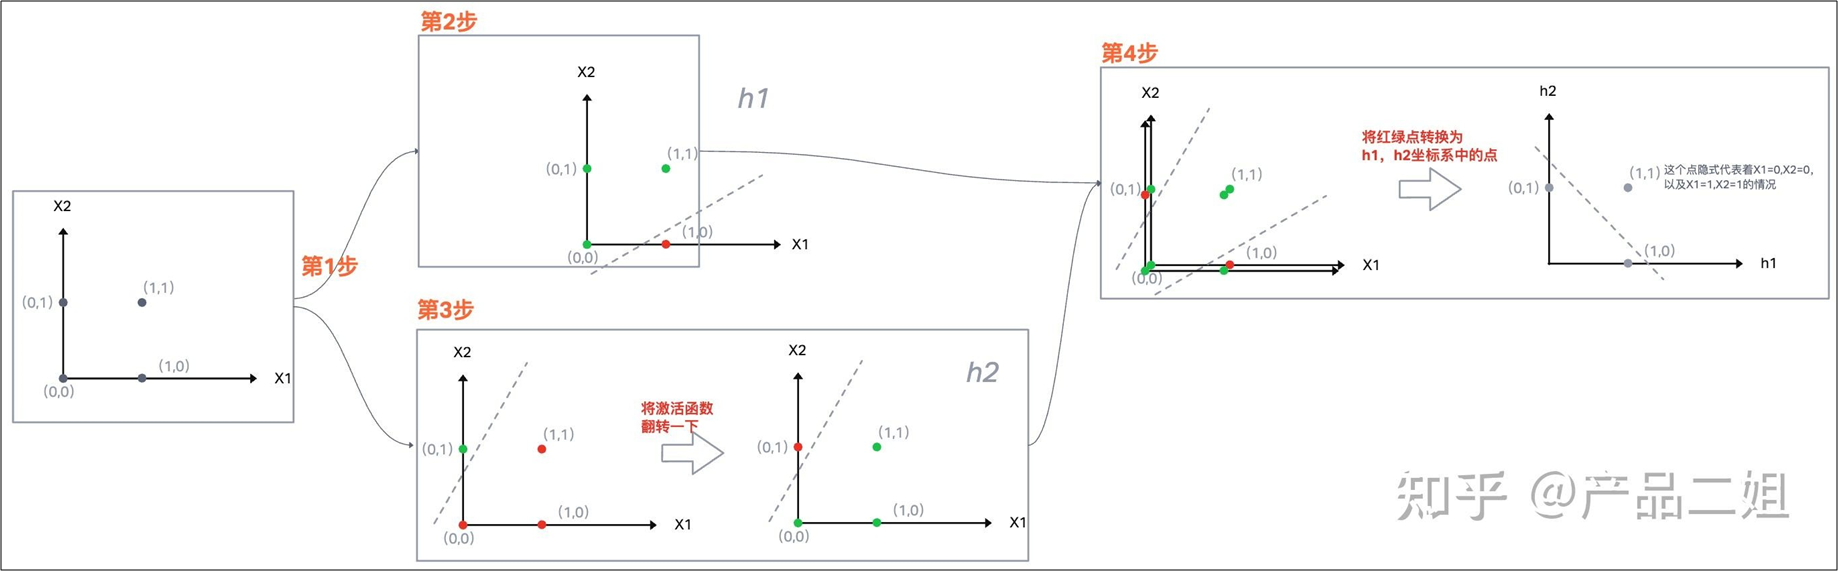 第1步
X2
(0,1)
(1,1)
(1,0)
(0,0)
X1
第2步
h1
X2
(0,1)
(1,1)
(1,0)
(0,0)
X1
第3步
X2
(0,1)
(1,1)
(1,0)
(0,0)
X1
将激活函数
翻转一下
h2
X2
(0,1)
(1,1)
(1,0)
(0,0)
X1
第4步
X2
(0,1)
(1,1)
(1,0)
(0,0)
X1
将红绿点转换为
h1，h2坐标系中的点
h2
(0,1)
(1,1)
这个点隐式代表着X1=0,X2=0,
以及X1=1,X2=1的情况
(1,0)
h1
知乎 @产品二姐